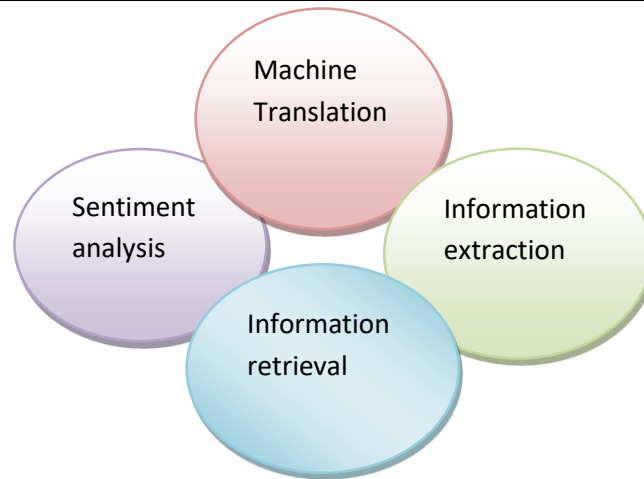 Machine
Translation
Sentiment
analysis
Information
extraction
Information
retrieval